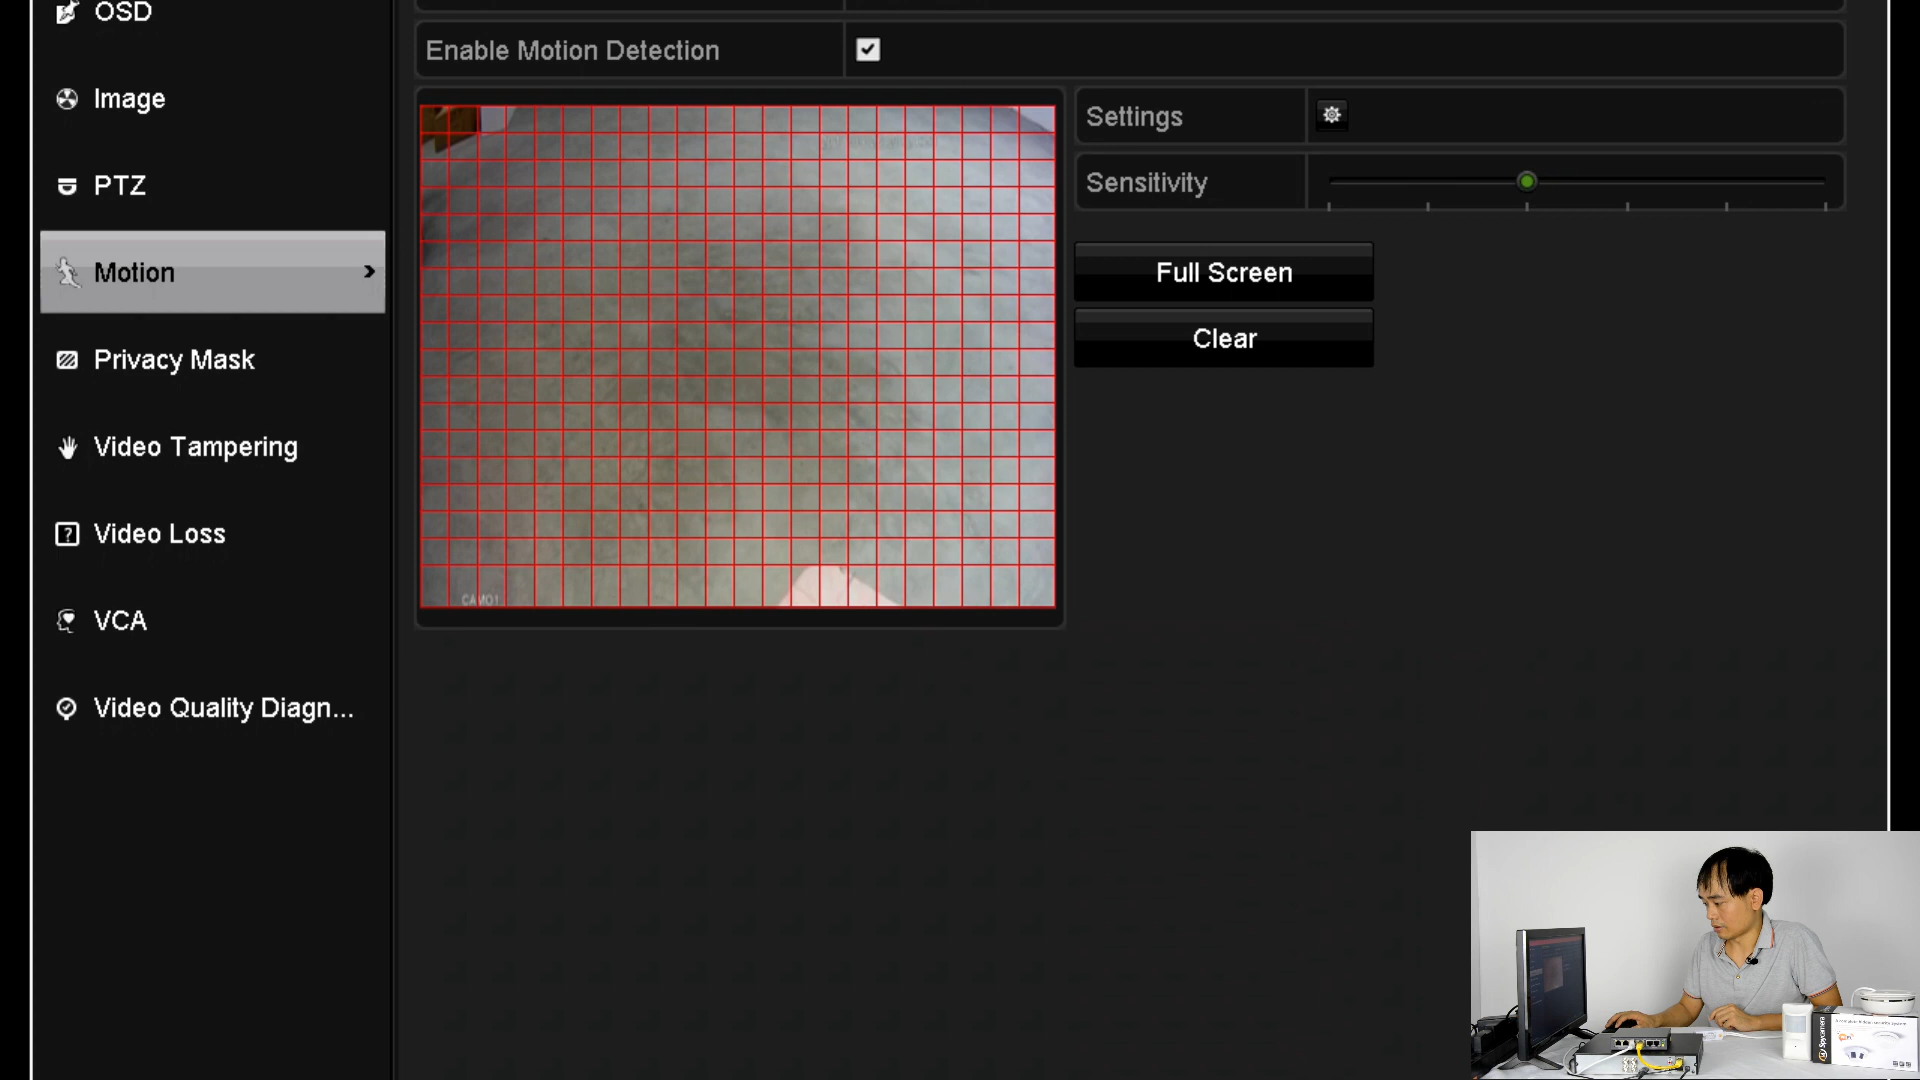 OSD
Enable Motion Detection
Image
Settings
PTZ
Sensitivity
Motion
Full Screen
Clear
Privacy Mask
Video Tampering
Video Loss
CAM01
VCA
Video Quality Diagn...